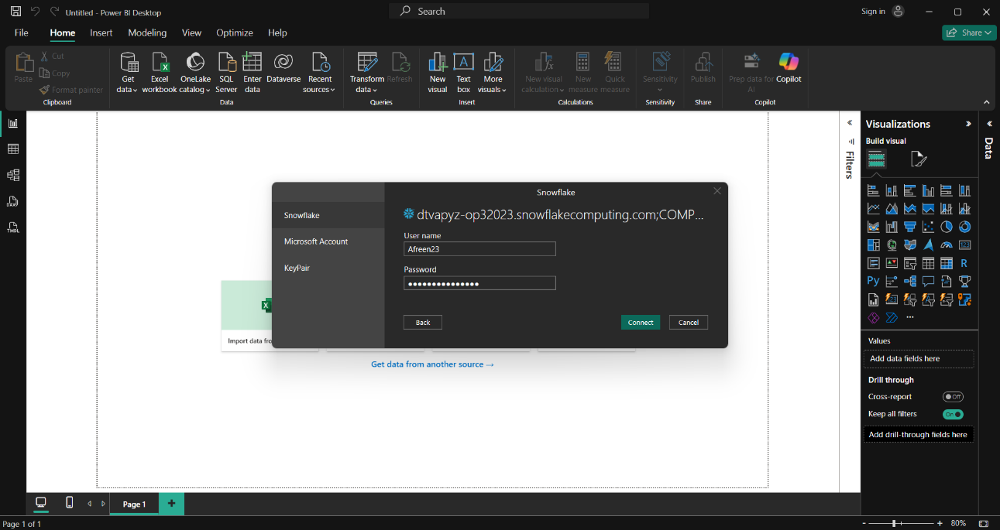 Untitled - Power BI Desktop
Search
Sign in
File Home Insert Modeling View Optimize Help
Share
Paste
Cut
Copy
Format painter
Clipboard
Get data
Excel workbook
OneLake catalog
SQL Server
Enter data
Dataverse
Recent sources
Data
Transform data
Refresh
Queries
New visual
Text box
More visuals
Insert
New visual calculation
New measure
Quick measure
Calculations
Sensitivity
Sensitivity
Publish
Share
Prep data for AI
Copilot
Copilot
DAX
TMDL
Snowflake
Snowflake
Microsoft Account
KeyPair
dtvapyz-op32023.snowflakecomputing.com;COMP...
User name
Afreen23
Password
●●●●●●●●●●●●●●●
Back
Connect
Cancel
Import data fro
Get data from another source →
Filters
Visualizations
Build visual
123
R
Py
...
Values
Add data fields here
Drill through
Cross-report
Off
Keep all filters
On
Add drill-through fields here
Data
Page 1
+
Page 1 of 1
- + 80%